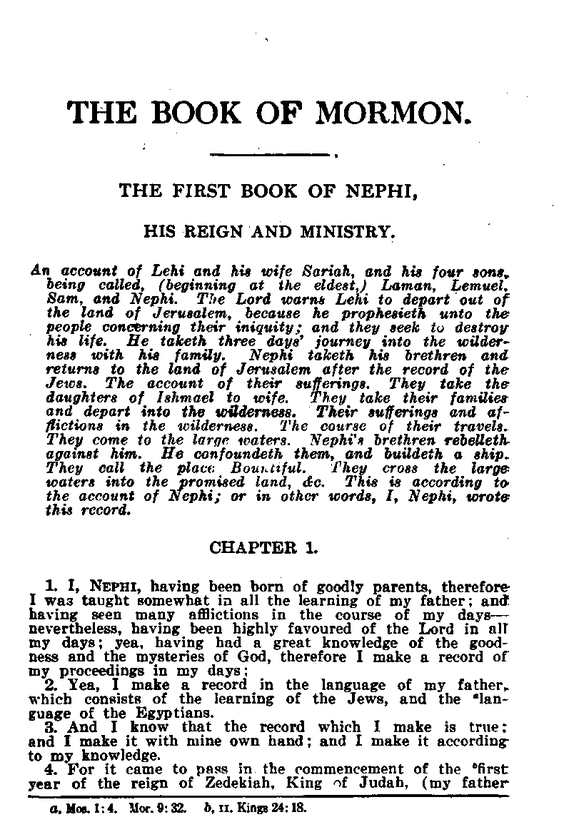 THE BOOK OF MORMON.
THE FIRST BOOK OF NEPHI,
HIS REIGN AND MINISTRY.
An account of Lehi and his wife Sariah, and his four sons,
being called, (beginning at the eldest,) Laman, Lemuel,
Sam, and Nephi. The Lord warns Lehi to depart out of
the land of Jerusalem, because he prophesieth unto the
people concerning their iniquity; and they seek to destroy
his life. He taketh three days' journey into the wilder-
ness with his family. Nephi taketh his brethren and
returns to the land of Jerusalem after the record of the
Jews. The account of their sufferings. They take the
daughters of Ishmael to wife. They take their families
and depart into the wilderness. Their sufferings and af-
flictions in the wilderness. The course of their travels.
They come to the large waters. Nephi's brethren rebelleth
against him. He confoundeth them, and buildeth a ship.
They call the place Bountiful. They cross the large
waters into the promised land, &c. This is according to
the account of Nephi; or in other words, I, Nephi, wrote
this record.
CHAPTER 1.
1. I, NEPHI, having been born of goodly parents, therefore
I was taught somewhat in all the learning of my father; and
having seen many afflictions in the course of my days—
nevertheless, having been highly favoured of the Lord in all
my days; yea, having had a great knowledge of the good-
ness and the mysteries of God, therefore I make a record of
my proceedings in my days;
2. Yea, I make a record in the language of my father,
which consists of the learning of the Jews, and the ᵃlan-
guage of the Egyptians.
3. And I know that the record which I make is true;
and I make it with mine own hand; and I make it according
to my knowledge.
4. For it came to pass in the commencement of the ᵇfirst
year of the reign of Zedekiah, King of Judah, (my father
a, Mos. 1:4. Mor. 9:32. b, II. Kings 24:18.